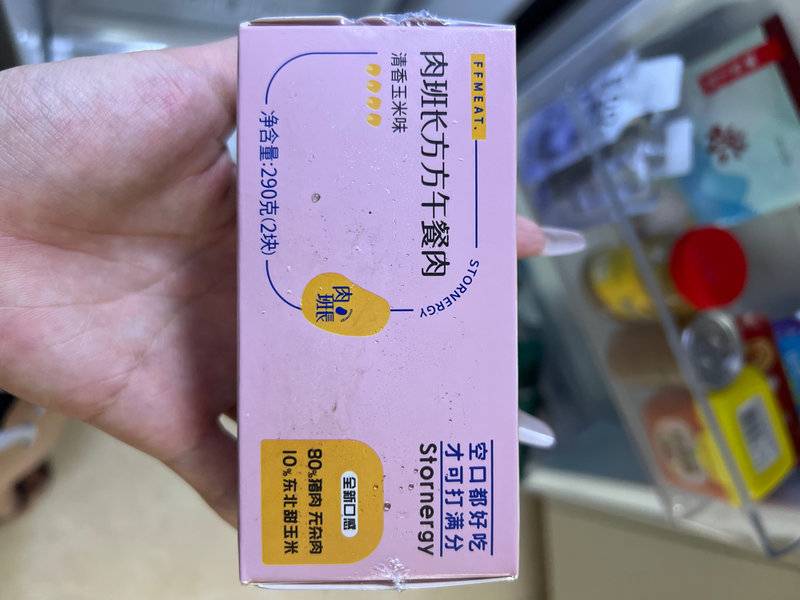 FFMEAT.
肉班长方方午餐肉
清香玉米味
净含量:290克(2块)
STORNERGY
肉
班長
空口都好吃
才可打满分
Stornergy
全新口感
80%猪肉 无杂肉
10%东北甜玉米